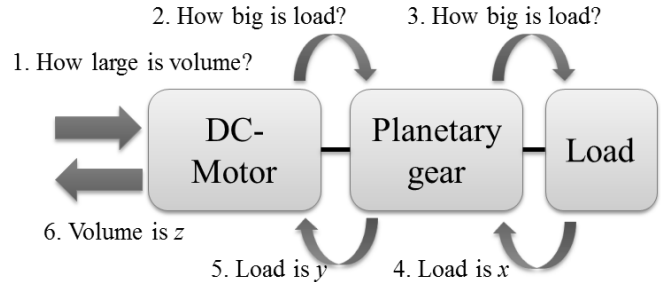 2. How big is load?
3. How big is load?
1. How large is volume?
DC-
Motor
Planetary
gear
Load
6. Volume is z
5. Load is y
4. Load is x